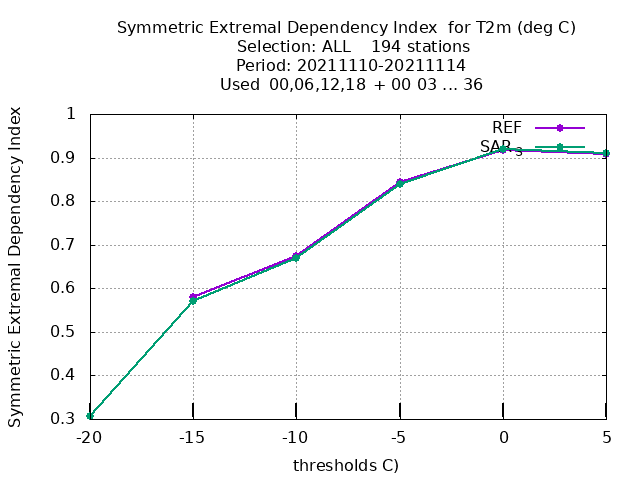 Symmetric Extremal Dependency Index  for T2m (deg C)
Selection: ALL    194 stations
Period: 20211110-20211114
Used  00,06,12,18  + 00 03 ... 36
Symmetric Extremal Dependency Index
1
0.9
0.8
0.7
0.6
0.5
0.4
0.3
REF
SAR3
-20
-15
-10
-5
0
5
thresholds C)